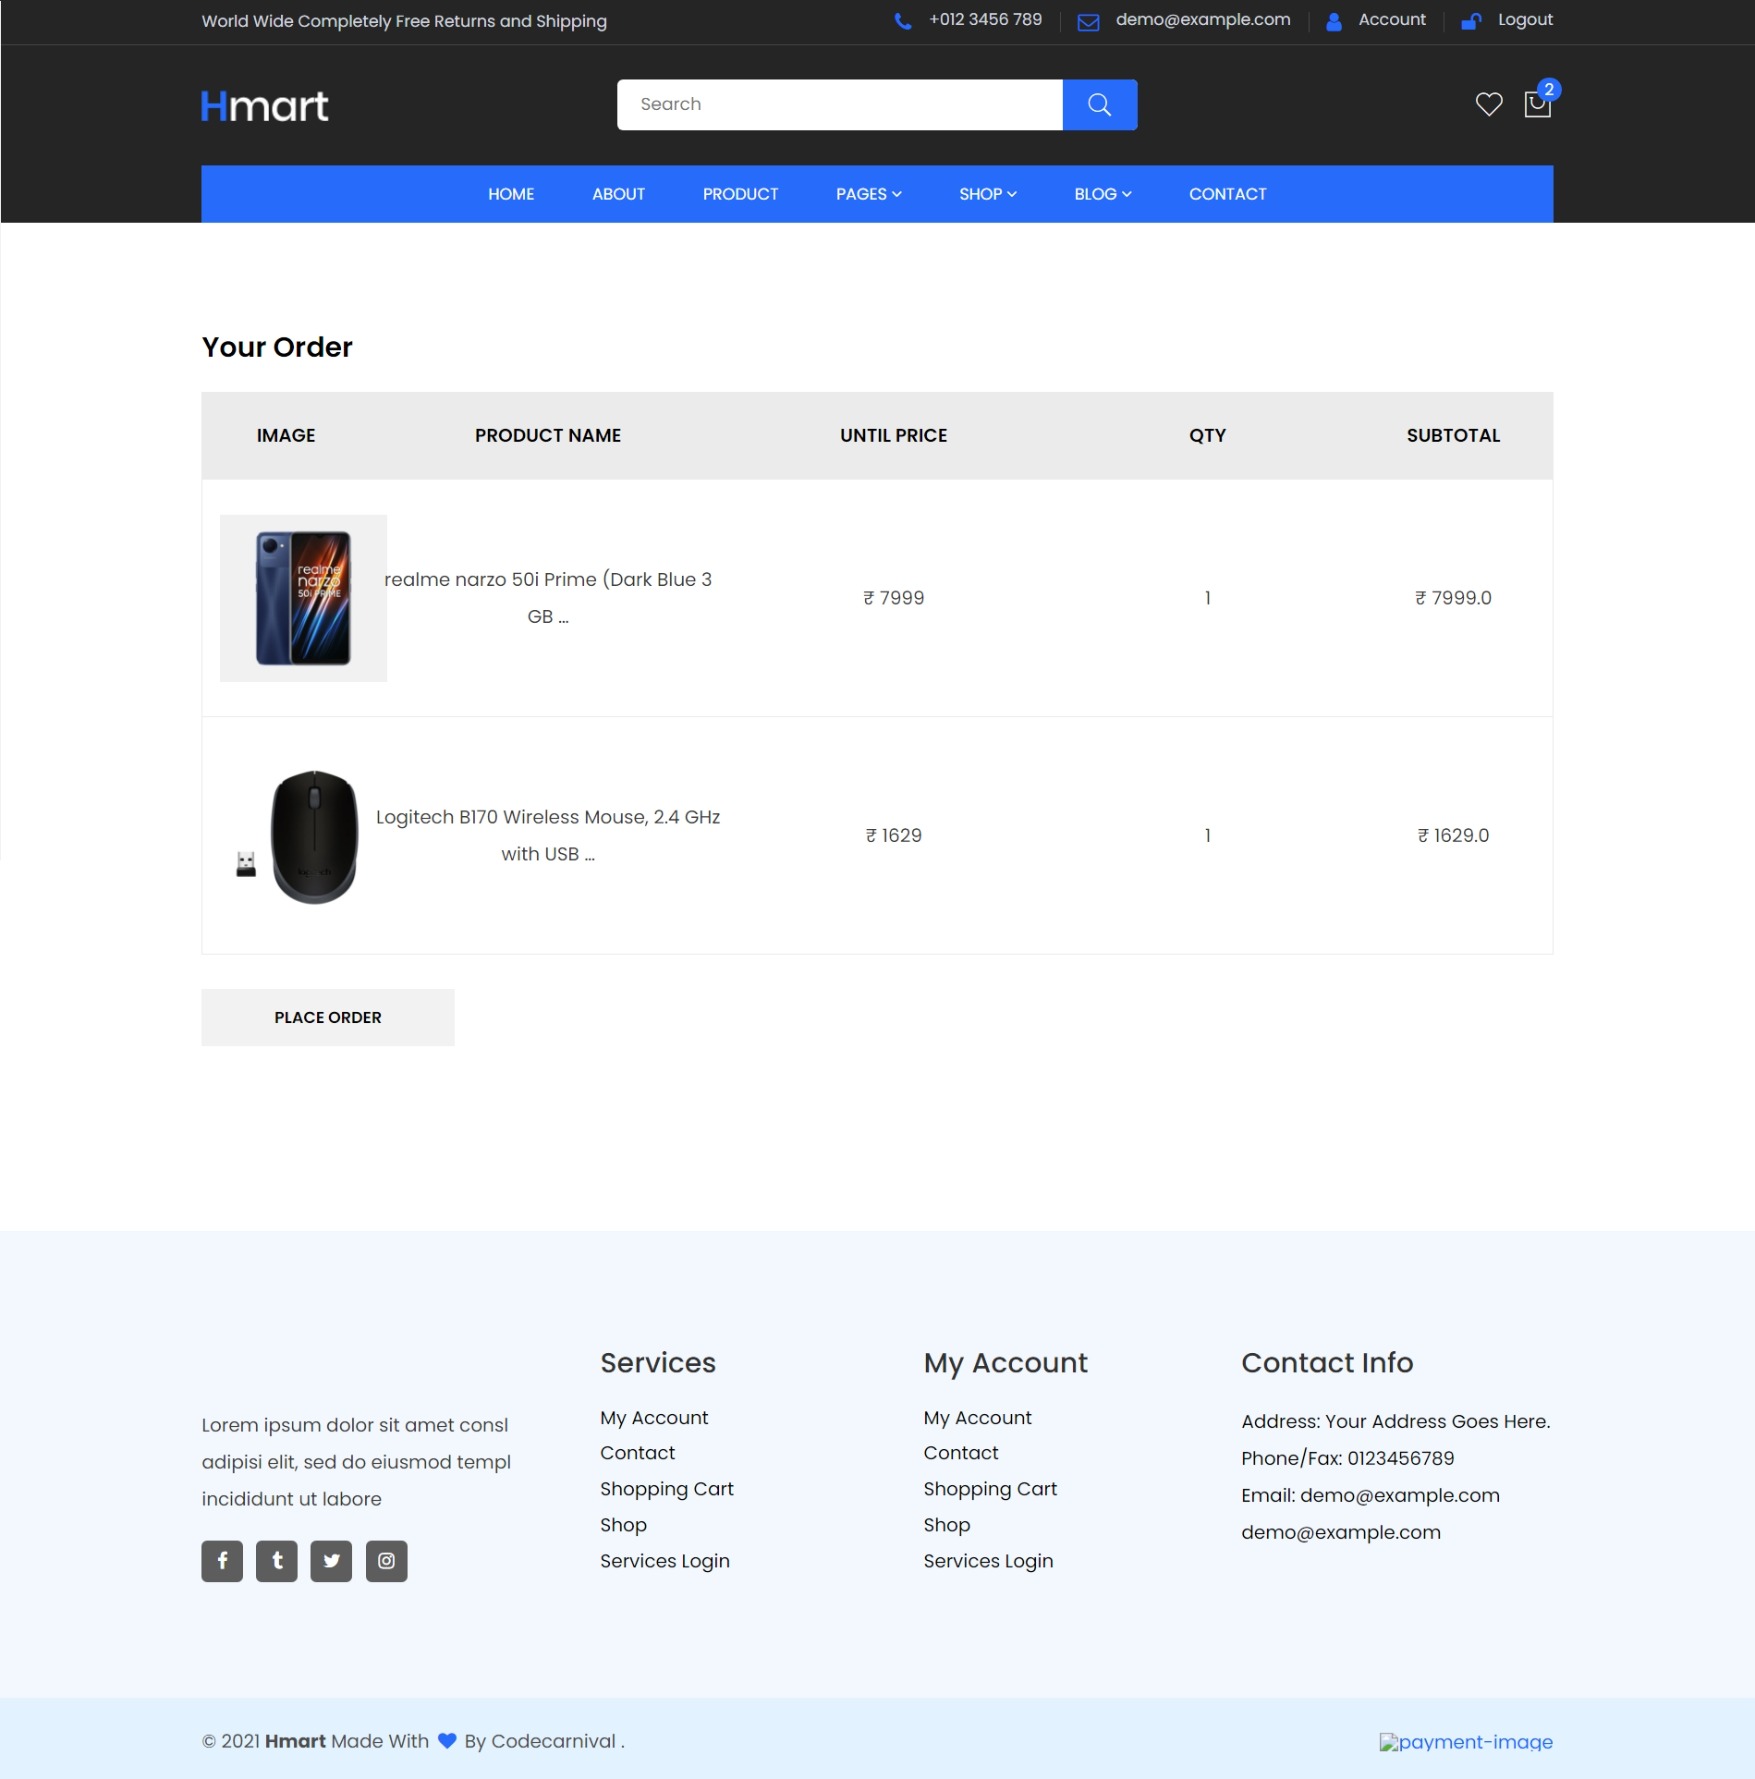 World Wide Completely Free Returns and Shipping
+012 3456 789
demo@example.com
Account
Logout
Hmart
Search
2
HOME
ABOUT
PRODUCT
PAGES
SHOP
BLOG
CONTACT
Your Order
IMAGE
PRODUCT NAME
UNTIL PRICE
QTY
SUBTOTAL
realme
narzo
50i PRIME
realme narzo 50i Prime (Dark Blue 3
GB ...
₹ 7999
1
₹ 7999.0
logitech
Logitech B170 Wireless Mouse, 2.4 GHz
with USB ...
₹ 1629
1
₹ 1629.0
PLACE ORDER
Lorem ipsum dolor sit amet consl
adipisi elit, sed do eiusmod templ
incididunt ut labore
Services
My Account
Contact
Shopping Cart
Shop
Services Login
My Account
My Account
Contact
Shopping Cart
Shop
Services Login
Contact Info
Address: Your Address Goes Here.
Phone/Fax: 0123456789
Email: demo@example.com
demo@example.com
© 2021 Hmart Made With By Codecarnival .
payment-image